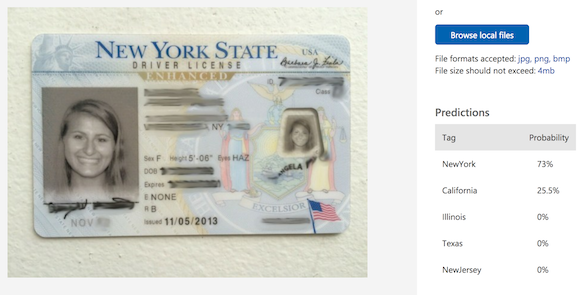 NEW YORK STATE USA
DRIVER LICENSE
ENHANCED
ID
Class
NY
Sex F Height 5'-06" Eyes HAZ
DOB
Expires
E NONE
R B
Issued 11/05/2013
NOV
EXCELSIOR
or
Browse local files
File formats accepted: jpg, png, bmp
File size should not exceed: 4mb
Predictions
Tag Probability
NewYork 73%
California 25.5%
Illinois 0%
Texas 0%
NewJersey 0%